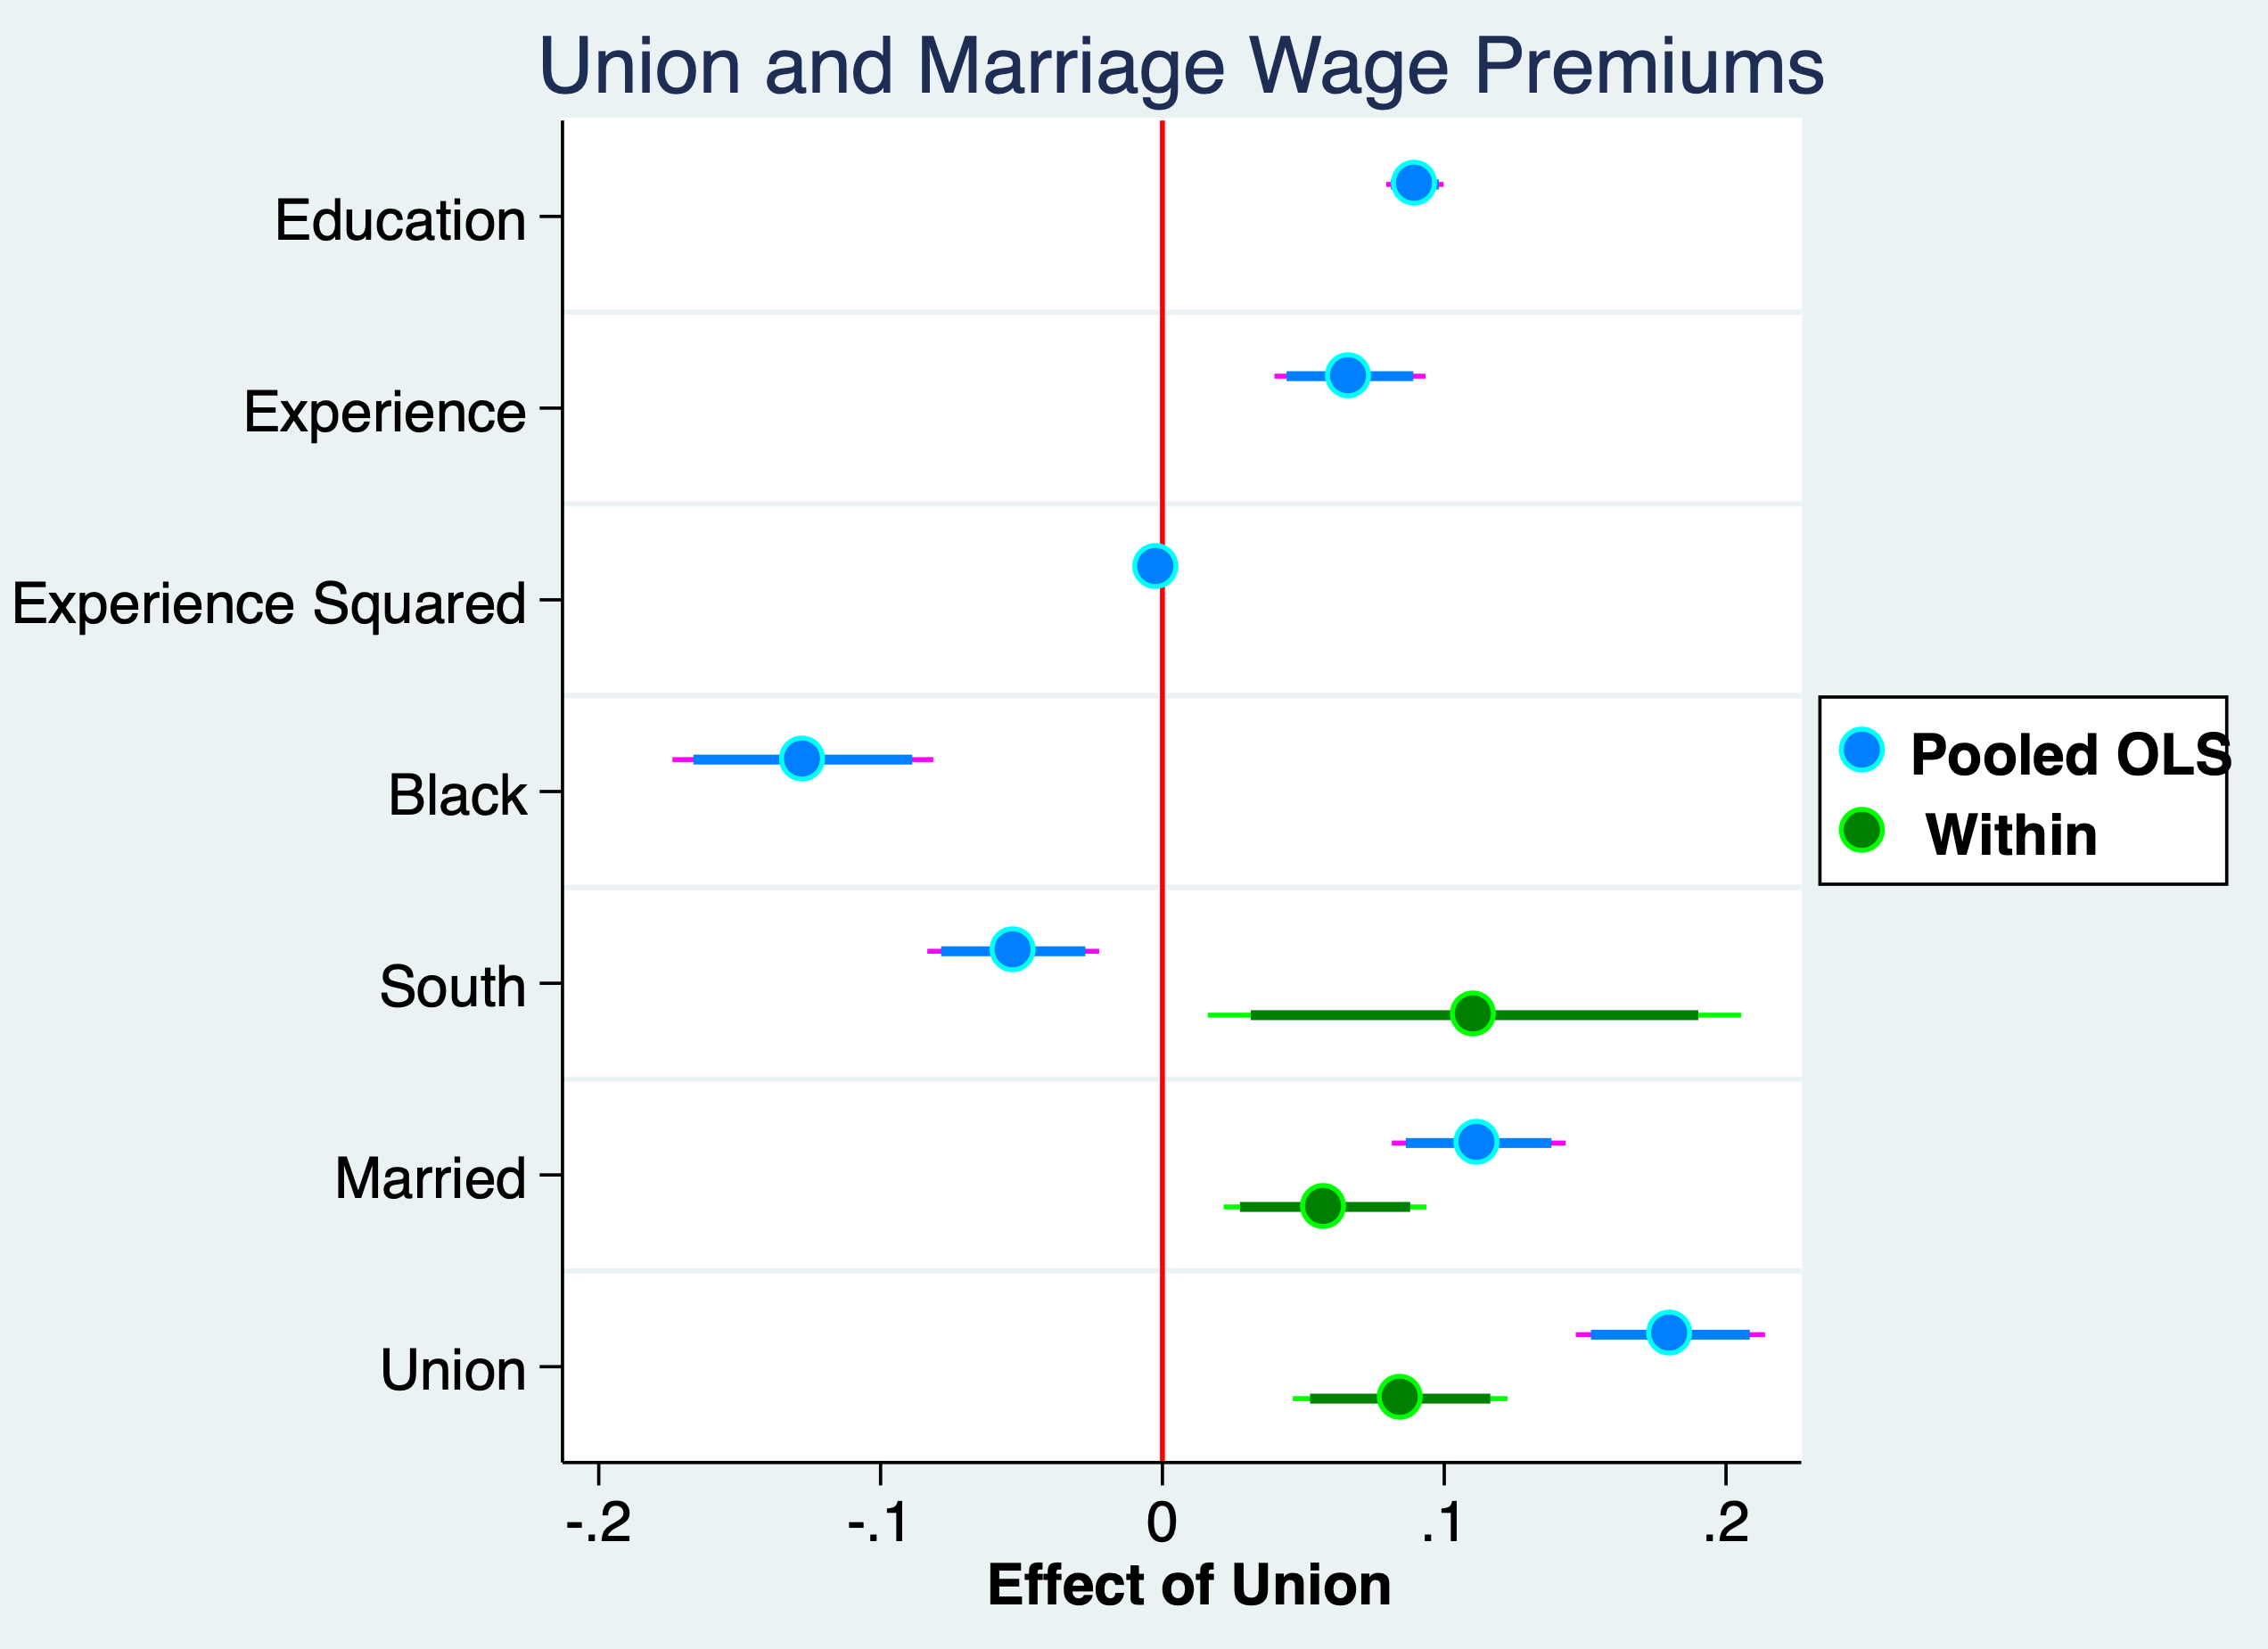 Union and Marriage Wage Premiums
Education
Experience
Experience Squared
Black
South
Married
Union
Pooled OLS
Within
-.2
-.1
0
.1
.2
Effect of Union